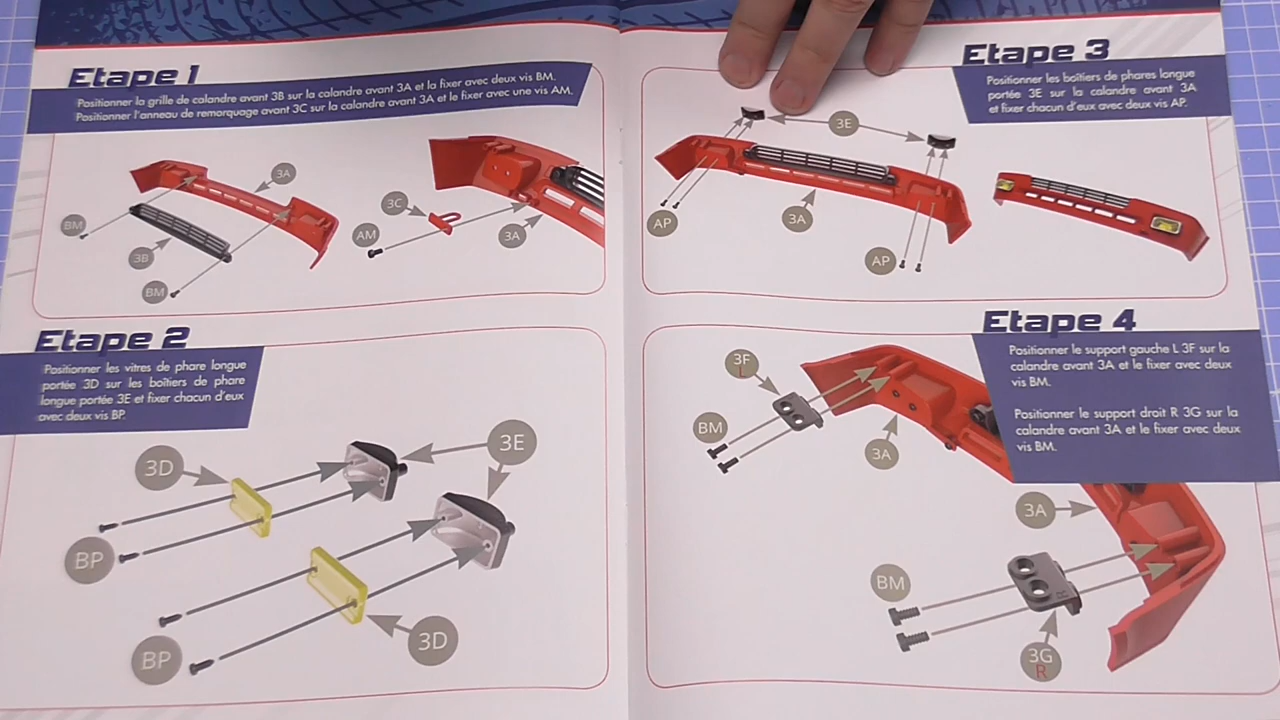 Etape 1
Positionner la grille de calandre avant 3B sur la calandre avant 3A et la fixer avec deux vis BM.
Positionner l'anneau de remorquage avant 3C sur la calandre avant 3A et le fixer avec une vis AM.
3A
BM
3B
BM
3C
AM
3A
Etape 2
Positionner les vitres de phare longue
portée 3D sur les boîtiers de phare
longue portée 3E et fixer chacun d'eux
avec deux vis BP.
3D
3E
BP
BP
3D
Etape 3
Positionner les boîtiers de phares longue
portée 3E sur la calandre avant 3A
et fixer chacun d'eux avec deux vis AP.
3E
AP
3A
AP
Etape 4
Positionner le support gauche L 3F sur la
calandre avant 3A et le fixer avec deux
vis BM.
Positionner le support droit R 3G sur la
calandre avant 3A et le fixer avec deux
vis BM.
3F
L
BM
3A
3A
BM
3G
R